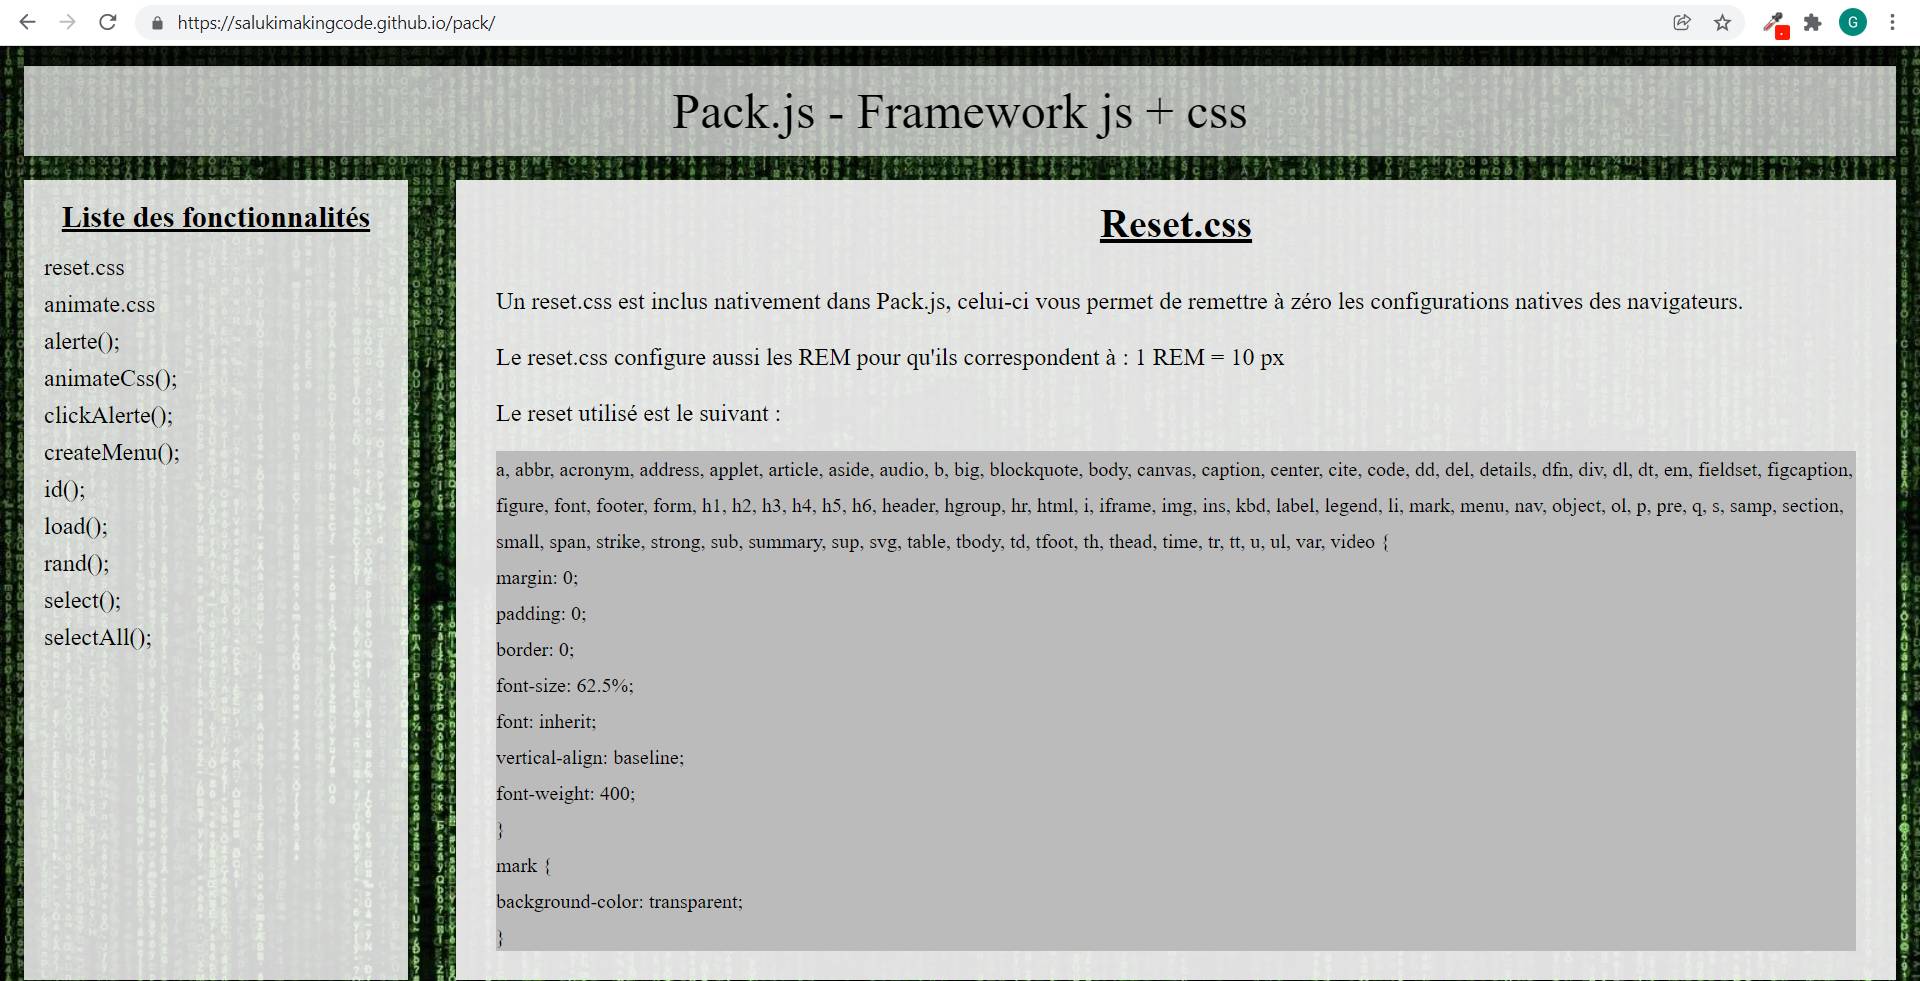 https://salukimakingcode.github.io/pack/
G
Pack.js - Framework js + css
Liste des fonctionnalités
reset.css
animate.css
alerte();
animateCss();
clickAlerte();
createMenu();
id();
load();
rand();
select();
selectAll();
Reset.css
Un reset.css est inclus nativement dans Pack.js, celui-ci vous permet de remettre à zéro les configurations natives des navigateurs.
Le reset.css configure aussi les REM pour qu'ils correspondent à : 1 REM = 10 px
Le reset utilisé est le suivant :
a, abbr, acronym, address, applet, article, aside, audio, b, big, blockquote, body, canvas, caption, center, cite, code, dd, del, details, dfn, div, dl, dt, em, fieldset, figcaption,
figure, font, footer, form, h1, h2, h3, h4, h5, h6, header, hgroup, hr, html, i, iframe, img, ins, kbd, label, legend, li, mark, menu, nav, object, ol, p, pre, q, s, samp, section,
small, span, strike, strong, sub, summary, sup, svg, table, tbody, td, tfoot, th, thead, time, tr, tt, u, ul, var, video {
margin: 0;
padding: 0;
border: 0;
font-size: 62.5%;
font: inherit;
vertical-align: baseline;
font-weight: 400;
}
mark {
background-color: transparent;
}